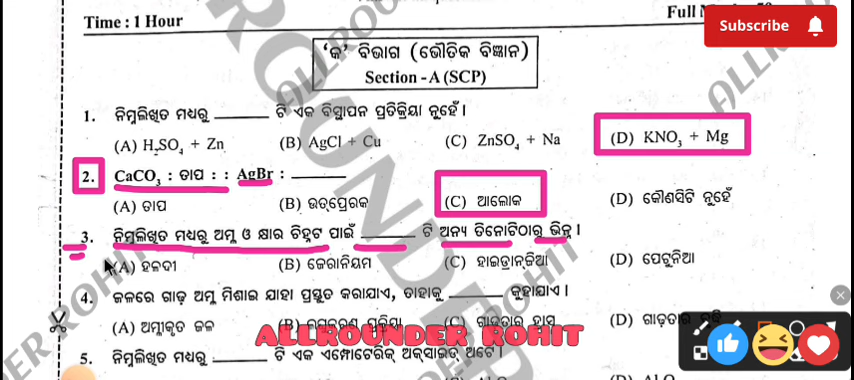 Time : 1 Hour
Full
Subscribe
‘କ’ ବିଭାଗ (ଭୌତିକ ବିଜ୍ଞାନ)
Section - A (SCP)
1. ନିମ୍ନଲିଖିତ ମଧ୍ୟରୁ ______ ଟି ଏକ ବିସ୍ଥାପନ ପ୍ରତିକ୍ରିୟା ନୁହେଁ ।
(A) H₂SO₄ + Zn (B) AgCl + Cu (C) ZnSO₄ + Na (D) KNO₃ + Mg
2. CaCO₃ : ତାପ : : AgBr : ______
(A) ତାପ (B) ଉତ୍‌ପ୍ରେରକ (C) ଆଲୋକ (D) କୌଣସିଟି ନୁହେଁ
3. ନିମ୍ନଲିଖିତ ମଧ୍ୟରୁ ଅମ୍ଳ ଓ କ୍ଷାର ଚିହ୍ନଟ ପାଇଁ ______ ଟି ଅନ୍ୟ ତିନୋଟିଠାରୁ ଭିନ୍ନ ।
(A) ହଳଦୀ (B) ଜେରାନିୟମ (C) ହାଇଡ୍ରାନ୍‌ଜିଆ (D) ପେଟୁନିଆ
4. ଜଳରେ ଗାଢ଼ ଅମ୍ଳ ମିଶାଇ ଯାହା ପ୍ରସ୍ତୁତ କରାଯାଏ, ତାହାକୁ ______ କୁହାଯାଏ ।
(A) ଅମ୍ଳୀକୃତ ଜଳ (B) (C) ଗାଢ଼ତାର ହ୍ରାସ (D)
ALLROUNDER ROHIT
5. ନିମ୍ନଲିଖିତ ମଧ୍ୟରୁ ______ ଟି ଏକ ଏମ୍ଫୋଟେରିକ୍ ଅକ୍‌ସାଇଡ୍ ଅଟେ ।